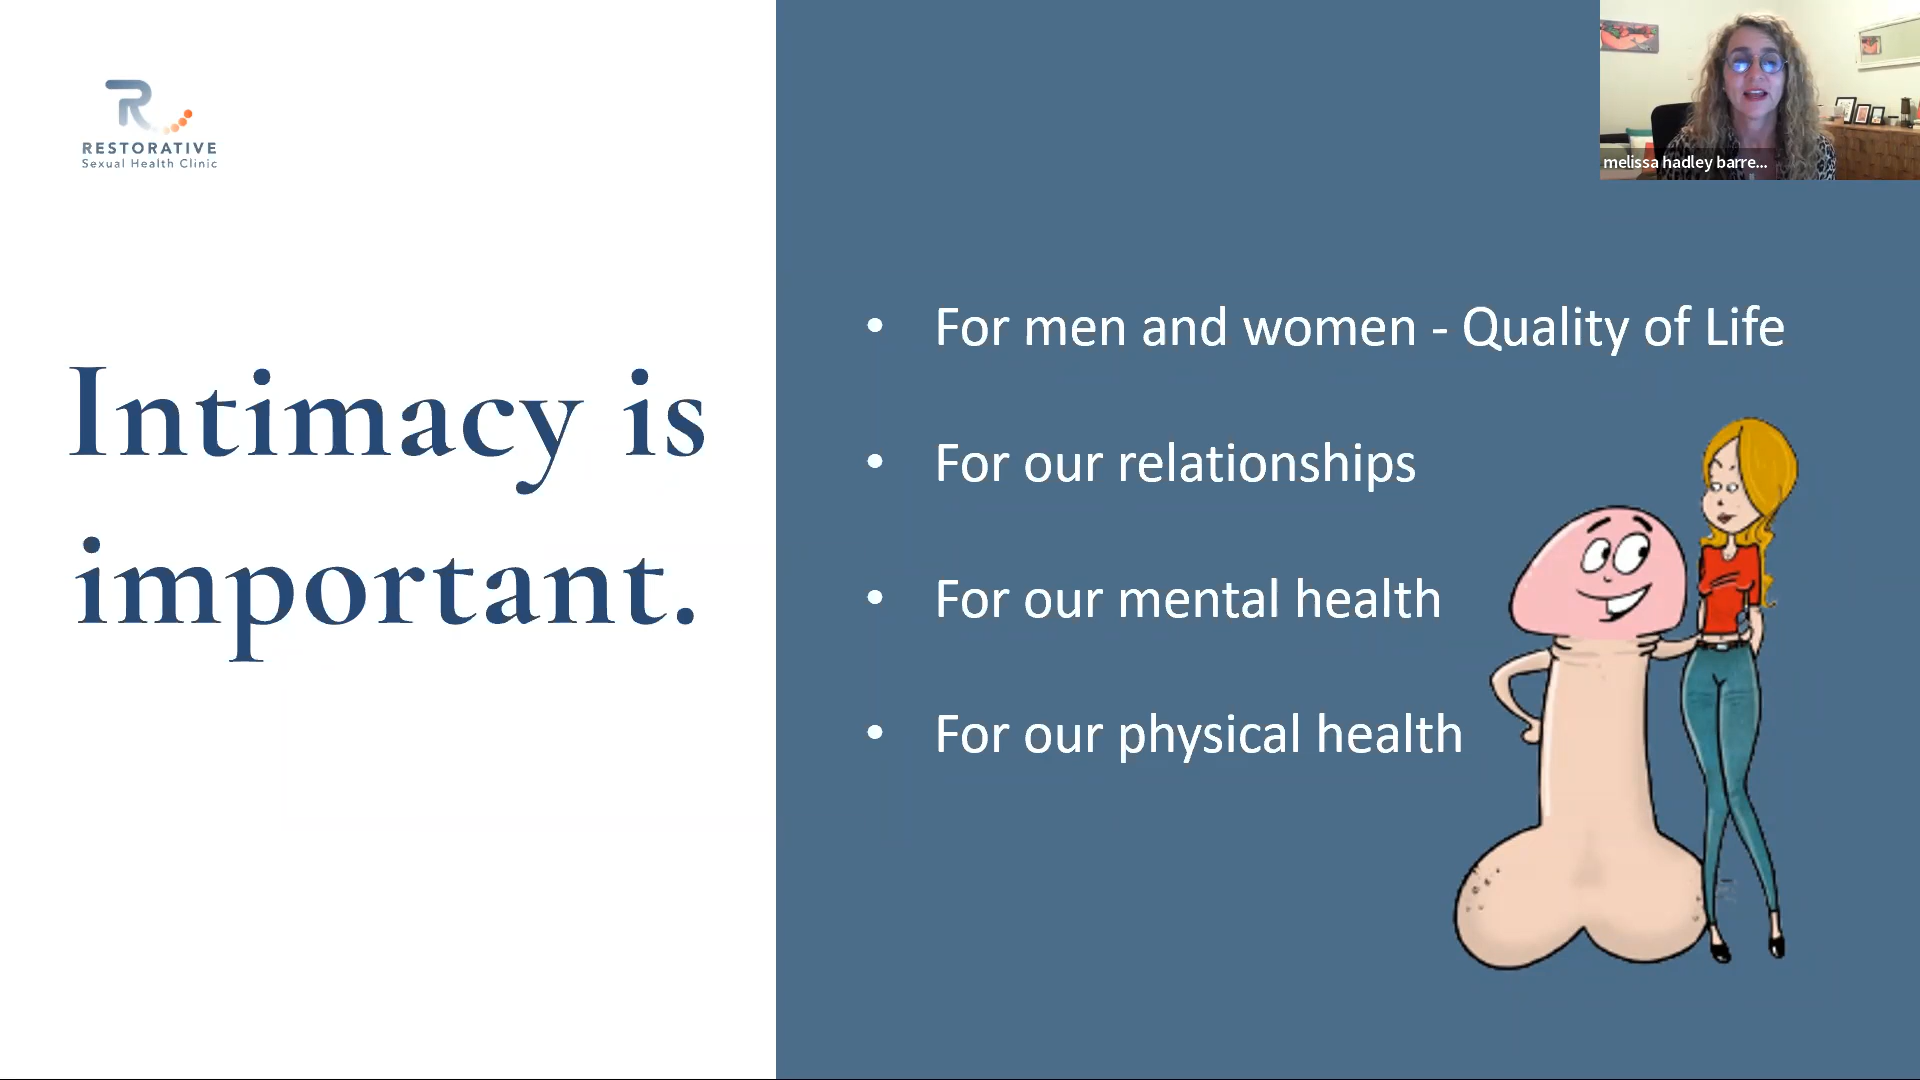 RESTORATIVE
Sexual Health Clinic
Intimacy is
important.
• For men and women - Quality of Life
• For our relationships
• For our mental health
• For our physical health
melissa hadley barre...